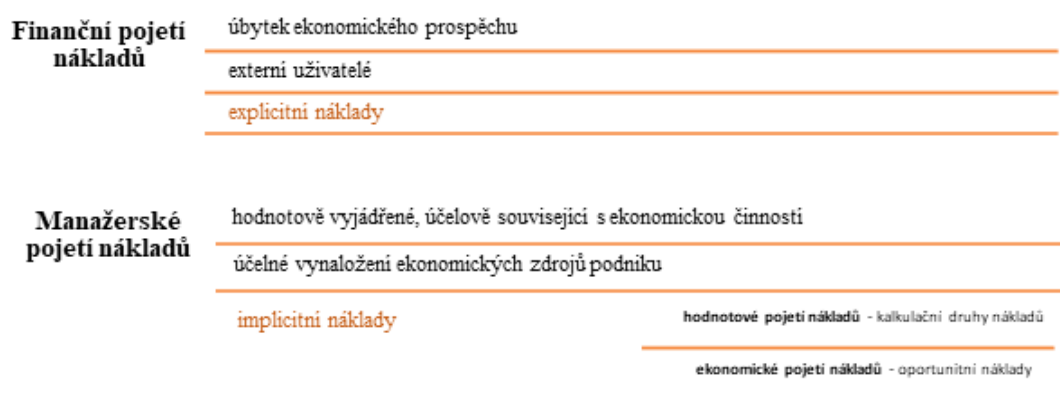 Finanční pojetí
nákladů
úbytek ekonomického prospěchu
externí uživatelé
explicitní náklady
Manažerské
pojetí nákladů
hodnotově vyjádřené, účelově související s ekonomickou činností
účelné vynaložení ekonomických zdrojů podniku
implicitní náklady
hodnotové pojetí nákladů - kalkulační druhy nákladů
ekonomické pojetí nákladů - oportunitní náklady